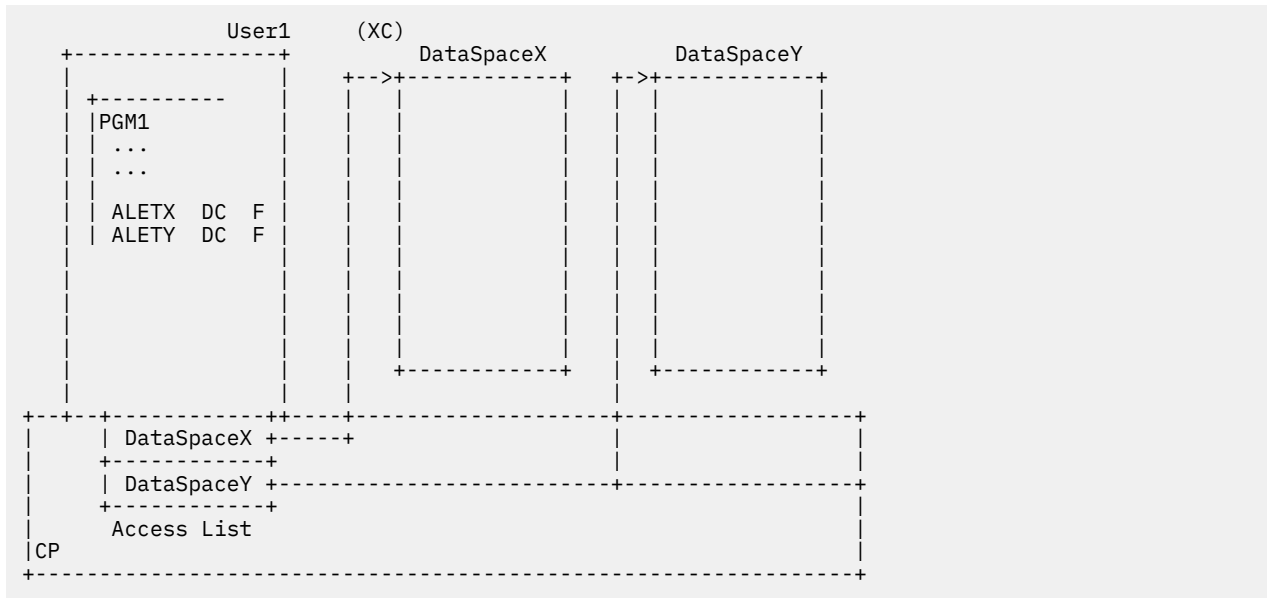 User1 (XC)
DataSpaceX DataSpaceY
PGM1
...
...
ALETX DC F
ALETY DC F
DataSpaceX
DataSpaceY
Access List
CP